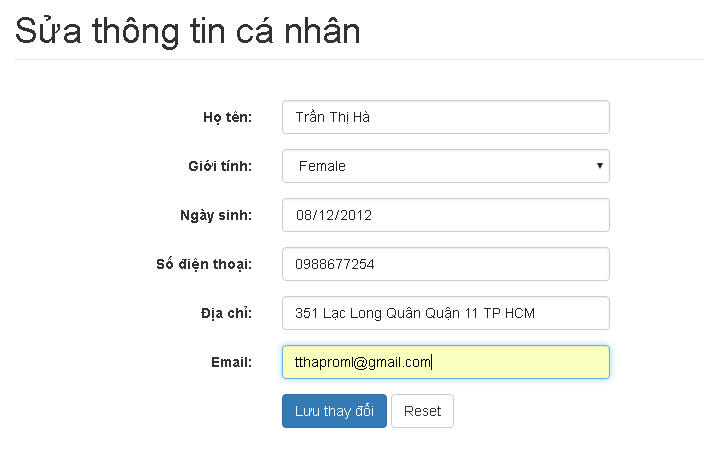 Sửa thông tin cá nhân
Họ tên: Trần Thị Hà
Giới tính: Female
Ngày sinh: 08/12/2012
Số điện thoại: 0988677254
Địa chỉ: 351 Lạc Long Quân Quận 11 TP HCM
Email: tthaproml@gmail.com
Lưu thay đổi Reset